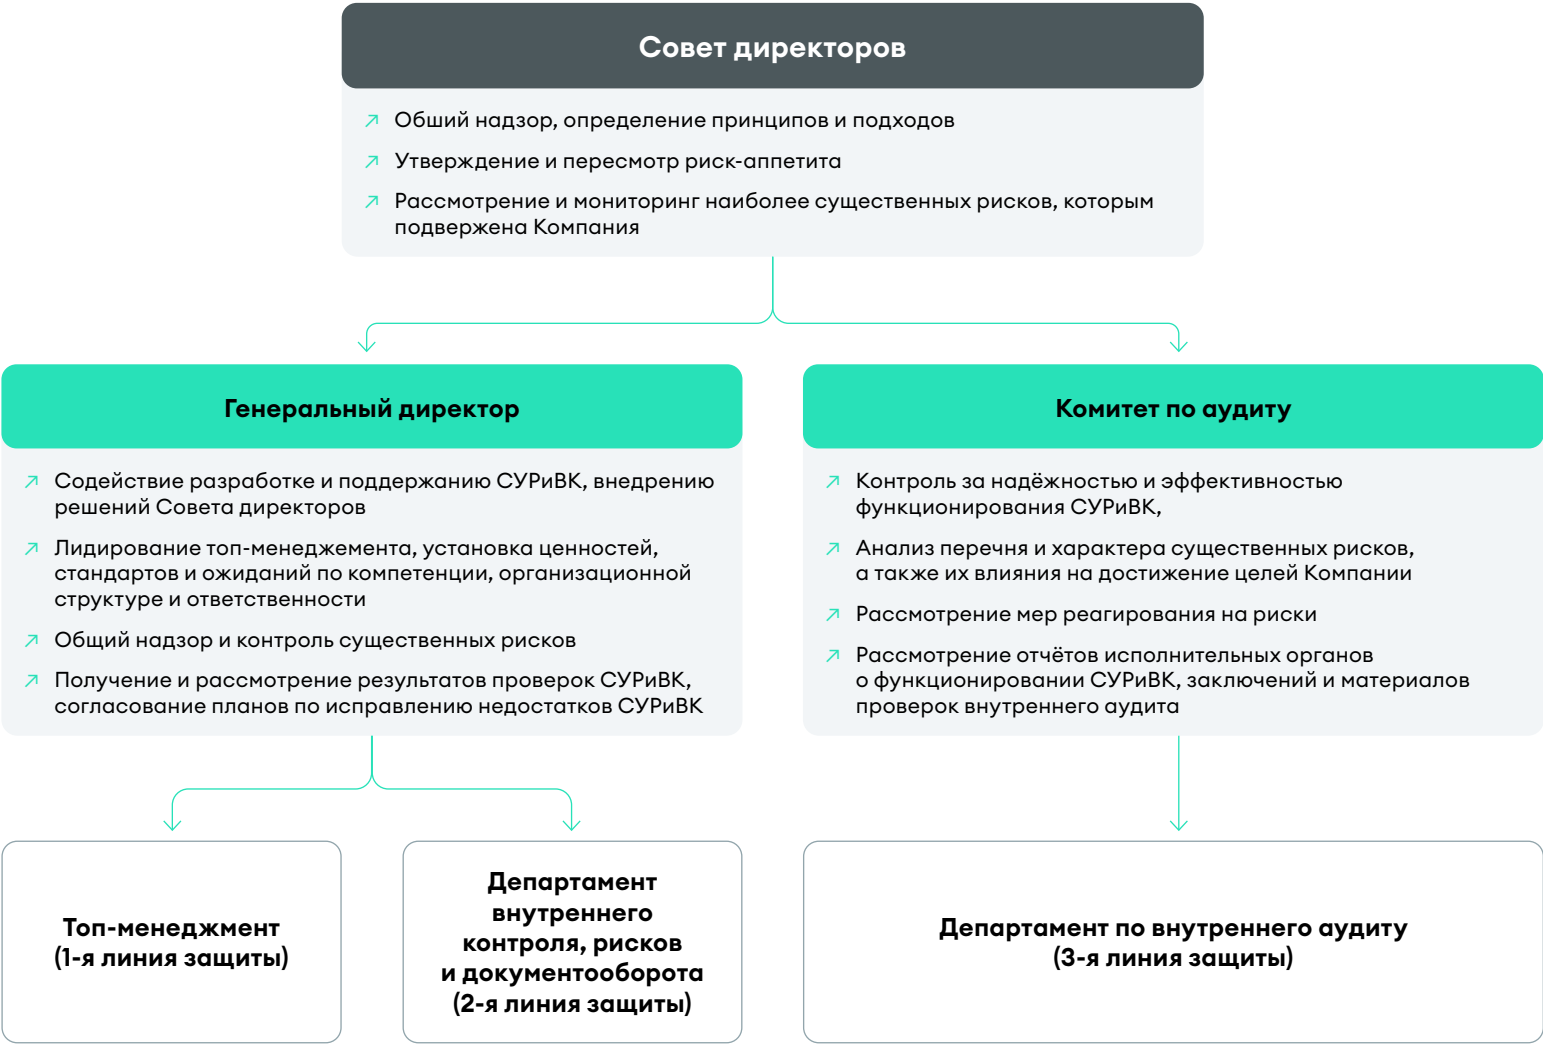 Совет директоров
Обший надзор, определение принципов и подходов
Утверждение и пересмотр риск-аппетита
Рассмотрение и мониторинг наиболее существенных рисков, которым
подвержена Компания
Генеральный директор
Содействие разработке и поддержанию СУРиВК, внедрению
решений Совета директоров
Лидирование топ-менеджемента, установка ценностей,
стандартов и ожиданий по компетенции, организационной
структуре и ответственности
Общий надзор и контроль существенных рисков
Получение и рассмотрение результатов проверок СУРиВК,
согласование планов по исправлению недостатков СУРиВК
Комитет по аудиту
Контроль за надёжностью и эффективностью
функционирования СУРиВК,
Анализ перечня и характера существенных рисков,
а также их влияния на достижение целей Компании
Рассмотрение мер реагирования на риски
Рассмотрение отчётов исполнительных органов
о функционировании СУРиВК, заключений и материалов
проверок внутреннего аудита
Топ-менеджмент
(1-я линия защиты)
Департамент
внутреннего
контроля, рисков
и документооборота
(2-я линия защиты)
Департамент по внутреннего аудиту
(3-я линия защиты)